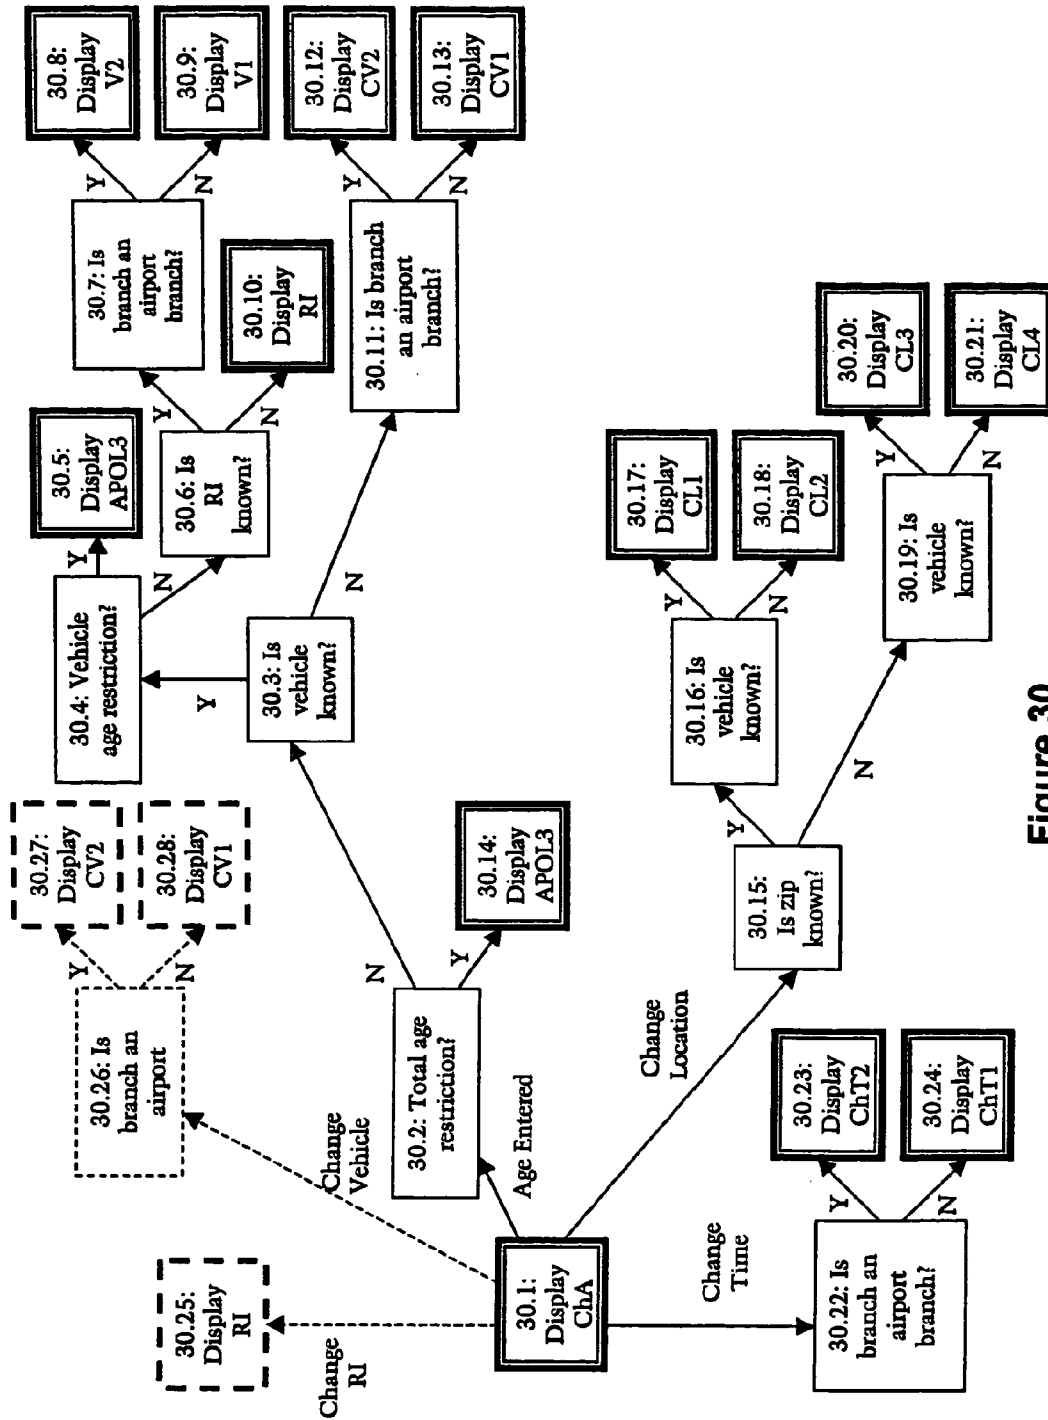 30.1:
Display
ChA
Change
RI
30.25:
Display
RI
Change
Vehicle
30.26: Is
branch an
airport
Y
N
30.27:
Display
CV2
30.28:
Display
CV1
Age Entered
30.2: Total age
restriction?
N
Y
30.14:
Display
APOL3
30.3: Is
vehicle
known?
Y
N
30.4: Vehicle
age restriction?
Y
N
30.5:
Display
APOL3
30.6: Is
RI
known?
Y
N
30.7: Is
branch an
airport
branch?
Y
N
30.8:
Display
V2
30.9:
Display
V1
30.10:
Display
RI
30.11: Is branch
an airport
branch?
Y
N
30.12:
Display
CV2
30.13:
Display
CV1
Change
Location
30.15:
Is zip
known?
Y
N
30.16: Is
vehicle
known?
Y
N
30.17:
Display
CL1
30.18:
Display
CL2
30.19: Is
vehicle
known?
Y
N
30.20:
Display
CL3
30.21:
Display
CL4
Change
Time
30.22: Is
branch an
airport
branch?
Y
N
30.23:
Display
ChT2
30.24:
Display
ChT1
Figure 30